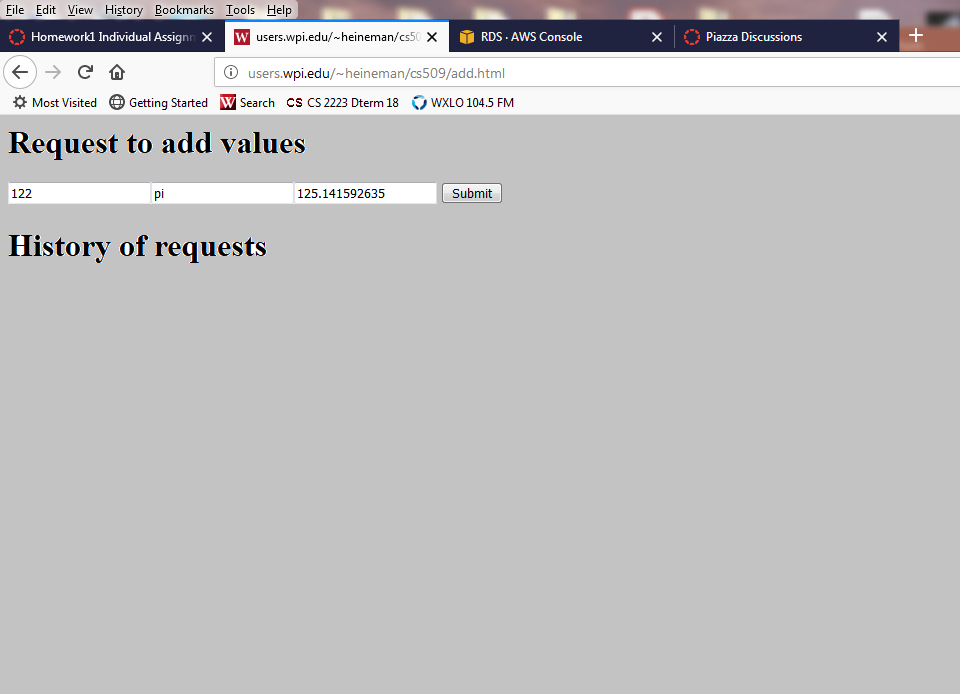 File Edit View History Bookmarks Tools Help
Homework1 Individual Assignn users.wpi.edu/~heineman/cs50 RDS · AWS Console Piazza Discussions
users.wpi.edu/~heineman/cs509/add.html
Most Visited Getting Started W Search CS CS 2223 Dterm 18 WXLO 104.5 FM
Request to add values
122 pi 125.141592635 Submit
History of requests